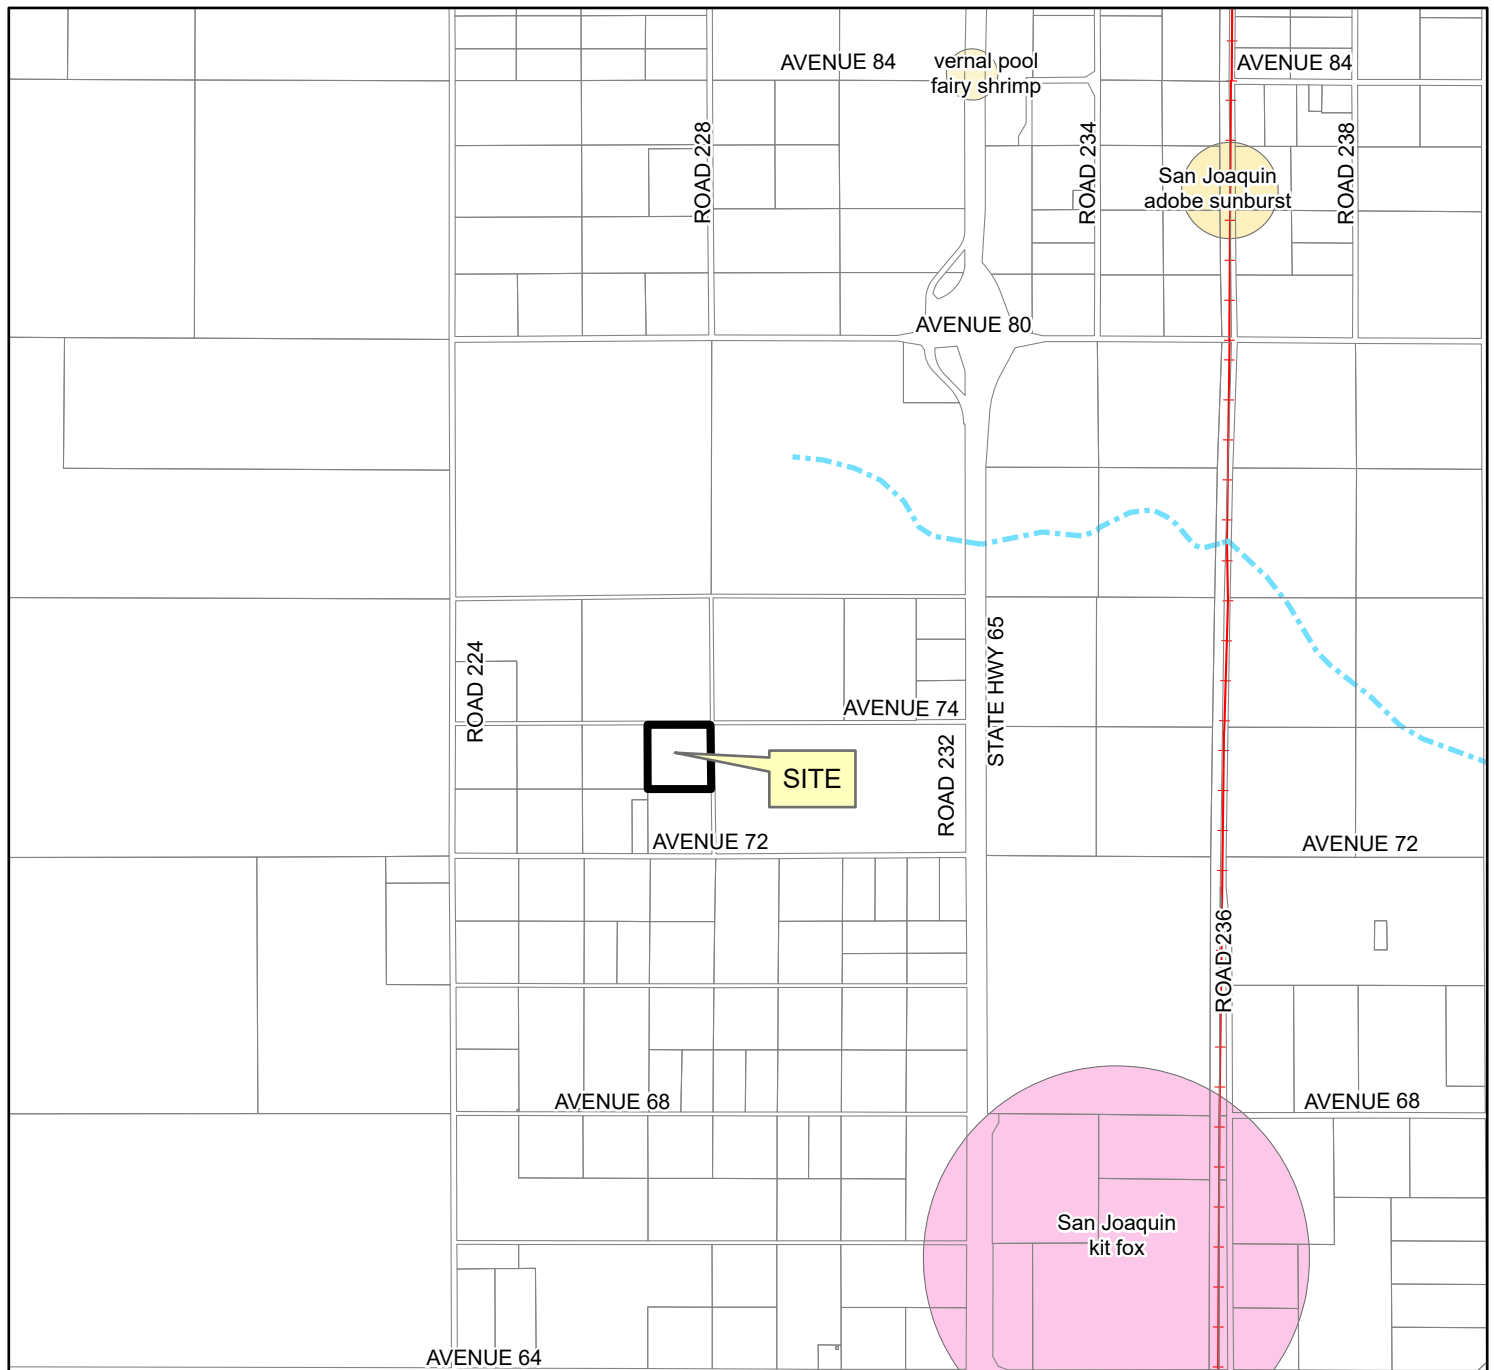 AVENUE 84
vernal pool
fairy shrimp
AVENUE 84
ROAD 228
ROAD 234
ROAD 238
San Joaquin
adobe sunburst
AVENUE 80
ROAD 224
STATE HWY 65
AVENUE 74
ROAD 232
SITE
AVENUE 72
AVENUE 72
ROAD 236
AVENUE 68
AVENUE 68
San Joaquin
kit fox
AVENUE 64